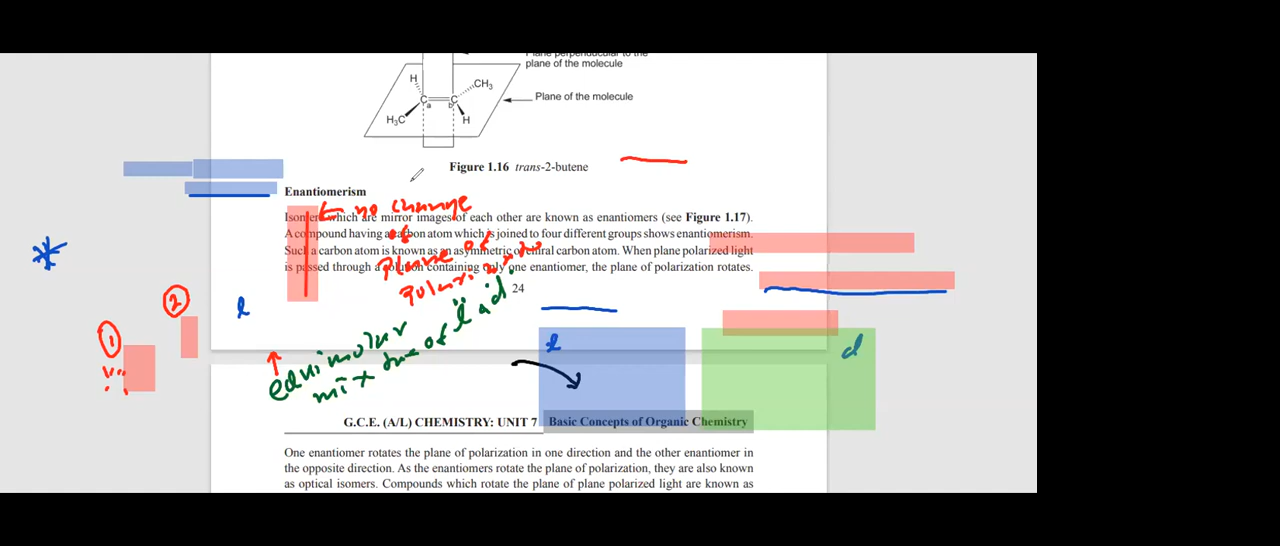 plane of the molecule
H
CH3
C
C
a
b
Plane of the molecule
H3C
H
Figure 1.16 trans-2-butene
Enantiomerism
Isomers which are mirror images of each other are known as enantiomers (see Figure 1.17).
A compound having a carbon atom which is joined to four different groups shows enantiomerism.
Such a carbon atom is known as an asymmetric or chiral carbon atom. When plane polarized light
is passed through a solution containing only one enantiomer, the plane of polarization rotates.
24
no change
of
plane of
2
l
1
equimolar
mixture of l & d
l
d
G.C.E. (A/L) CHEMISTRY: UNIT 7 Basic Concepts of Organic Chemistry
One enantiomer rotates the plane of polarization in one direction and the other enantiomer in
the opposite direction. As the enantiomers rotate the plane of polarization, they are also known
as optical isomers. Compounds which rotate the plane of plane polarized light are known as